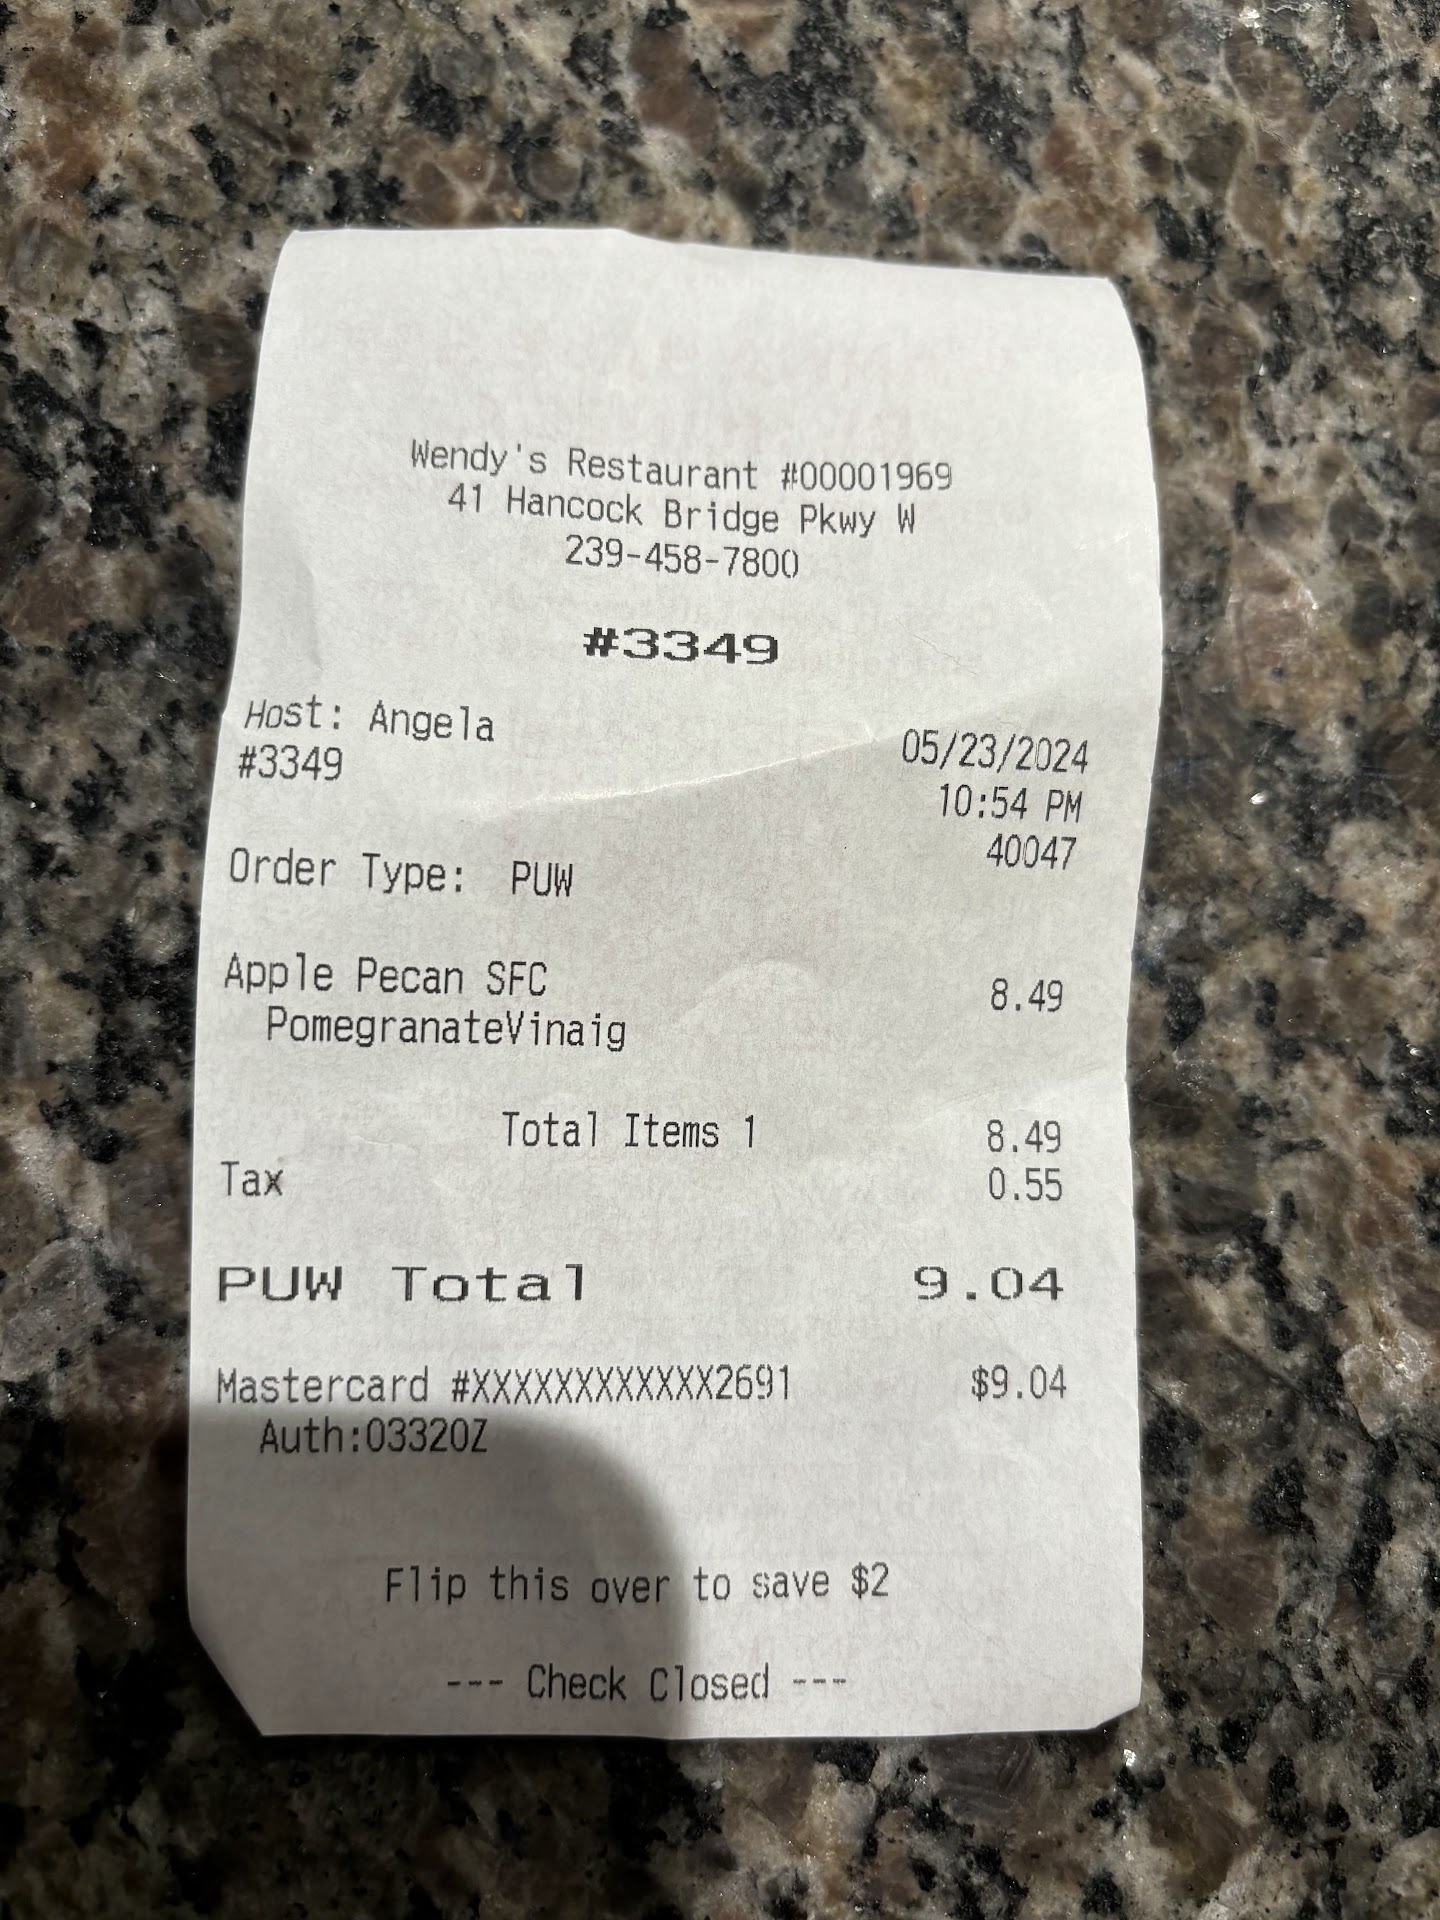 Wendy's Restaurant #00001969
41 Hancock Bridge Pkwy W
239-458-7800
#3349
Host: Angela
05/23/2024
#3349
10:54 PM
40047
Order Type: PUW
Apple Pecan SFC 8.49
PomegranateVinaig
Total Items 1 8.49
Tax 0.55
PUW Total 9.04
Mastercard #XXXXXXXXXXXX2691 $9.04
Auth:03320Z
Flip this over to save $2
--- Check Closed ---